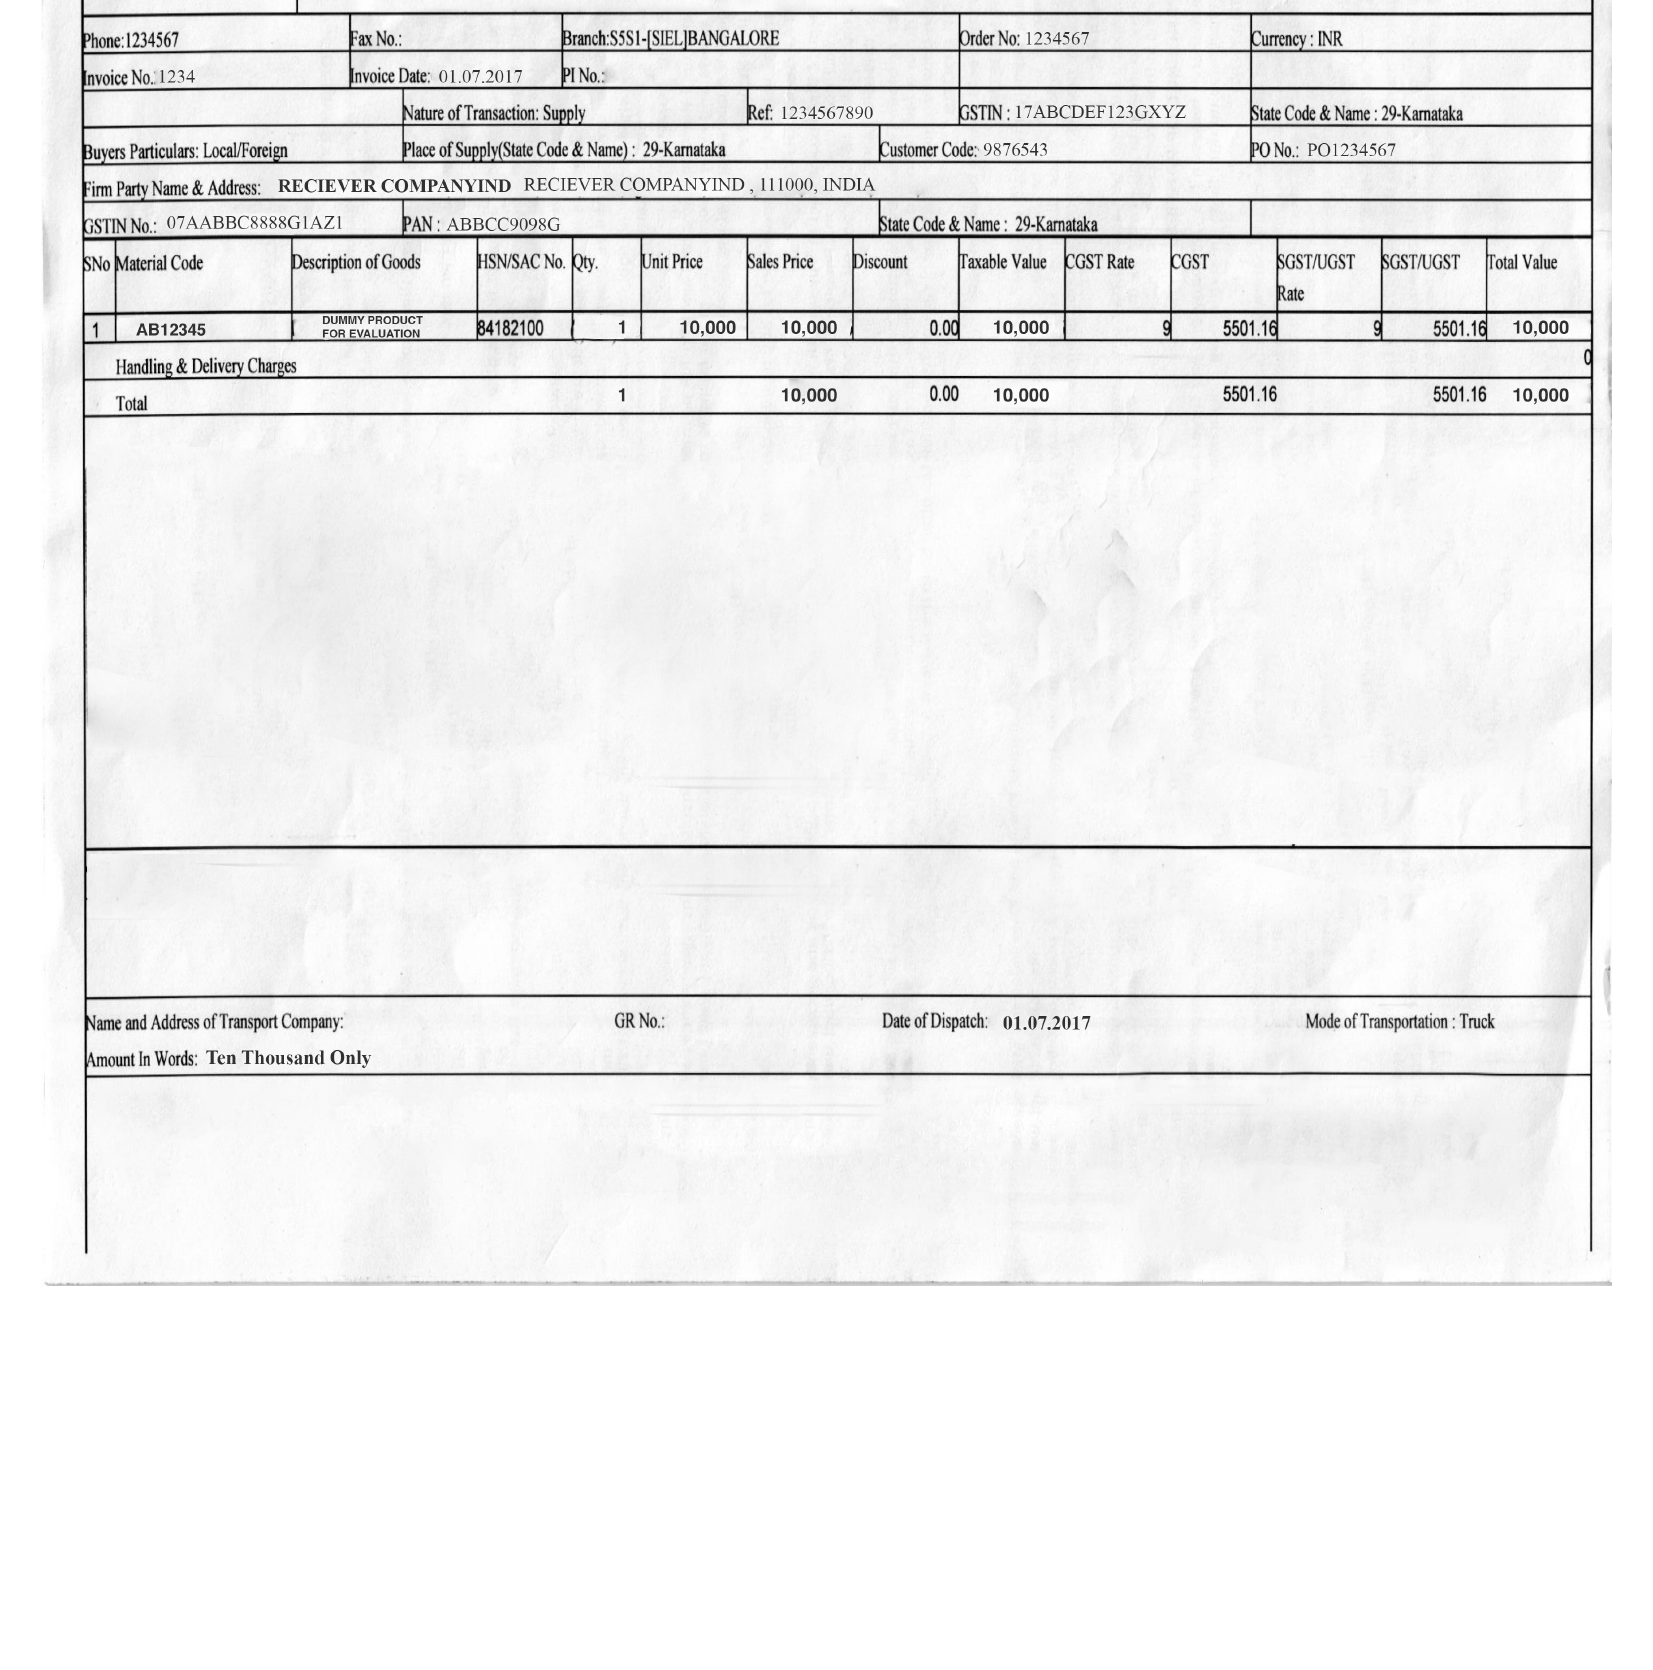 Phone:1234567 Fax No.: Branch:S5S1-[SIEL]BANGALORE Order No: 1234567 Currency : INR
Invoice No.: 1234 Invoice Date: 01.07.2017 PI No.:
Nature of Transaction: Supply Ref: 1234567890 GSTIN : 17ABCDEF123GXYZ State Code & Name : 29-Karnataka
Buyers Particulars: Local/Foreign Place of Supply(State Code & Name) : 29-Karnataka Customer Code: 9876543 PO No.: PO1234567
Firm Party Name & Address: RECIEVER COMPANYIND RECIEVER COMPANYIND , 111000, INDIA
GSTIN No.: 07AABBC8888G1AZ1 PAN : ABBCC9098G State Code & Name : 29-Karnataka
SNo Material Code Description of Goods HSN/SAC No. Qty. Unit Price Sales Price Discount Taxable Value CGST Rate CGST SGST/UGST SGST/UGST Total Value
Rate
1 AB12345 DUMMY PRODUCT 84182100 1 10,000 10,000 0.00 10,000 9 5501.16 9 5501.16 10,000
FOR EVALUATION
Handling & Delivery Charges 0
Total 1 10,000 0.00 10,000 5501.16 5501.16 10,000
Name and Address of Transport Company: GR No.: Date of Dispatch: 01.07.2017 Mode of Transportation : Truck
Amount In Words: Ten Thousand Only